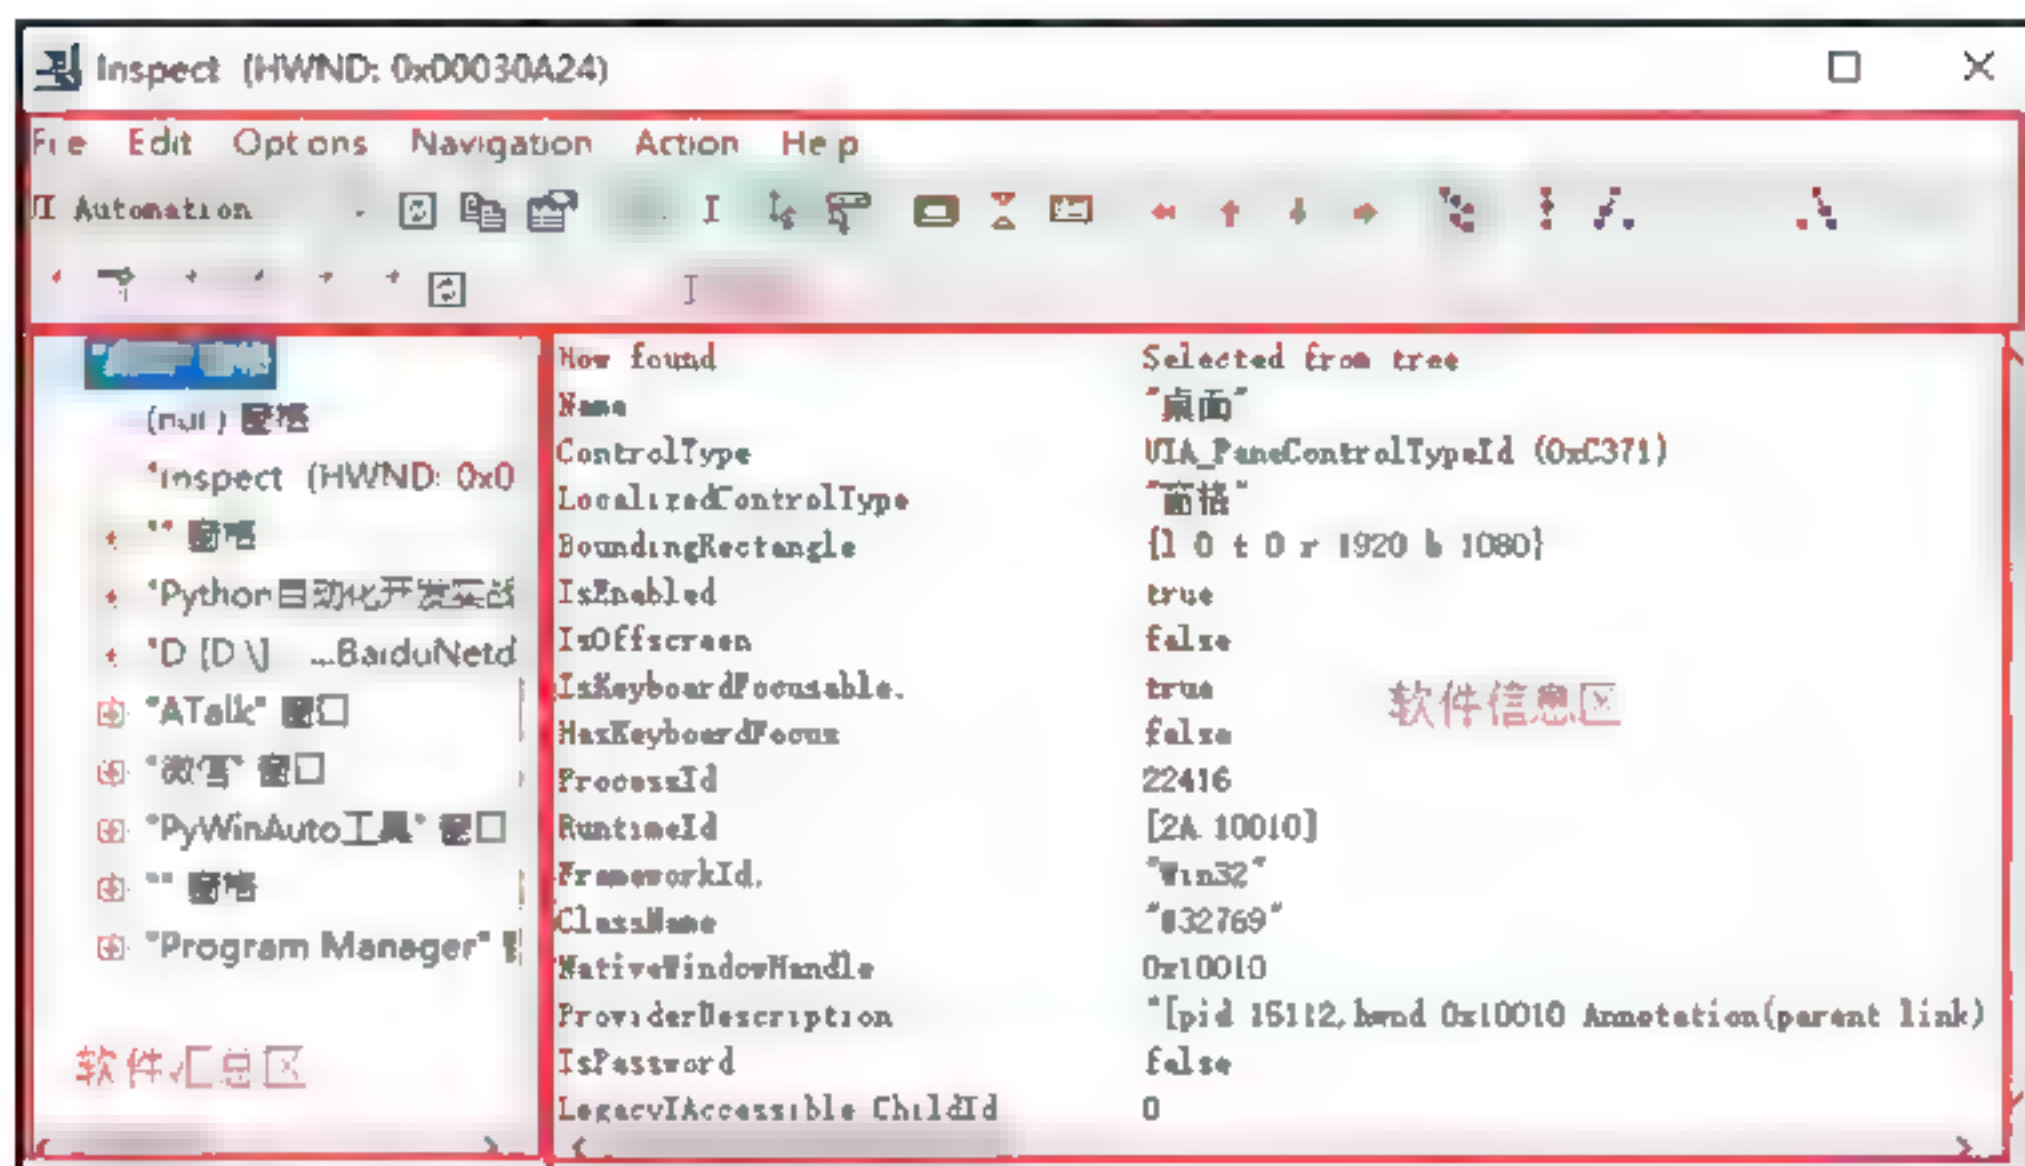 Inspect (HWND: 0x00030A24)
File Edit Options Navigation Action Help
UI Automation
(null) 窗格
"Inspect (HWND: 0x0
"" 窗格
"Python自动化开发实战
"D [D \] ...BaiduNetd
"ATalk" 窗口
"微信" 窗口
"PyWinAuto工具" 窗口
"" 窗格
"Program Manager"
软件汇总区
How found Selected from tree
Name "桌面"
ControlType UIA_PaneControlTypeId (0xC371)
LocalizedControlType "窗格"
BoundingRectangle {l 0 t 0 r 1920 b 1080}
IsEnabled true
IsOffscreen false
IsKeyboardFocusable. true
HasKeyboardFocus false
ProcessId 22416
RuntimeId [2A 10010]
FrameworkId. "Win32"
ClassName "#32769"
NativeWindowHandle 0x10010
ProviderDescription "[pid 15112,hwnd 0x10010 Annotation(parent link)
IsPassword false
LegacyIAccessible ChildId 0
软件信息区